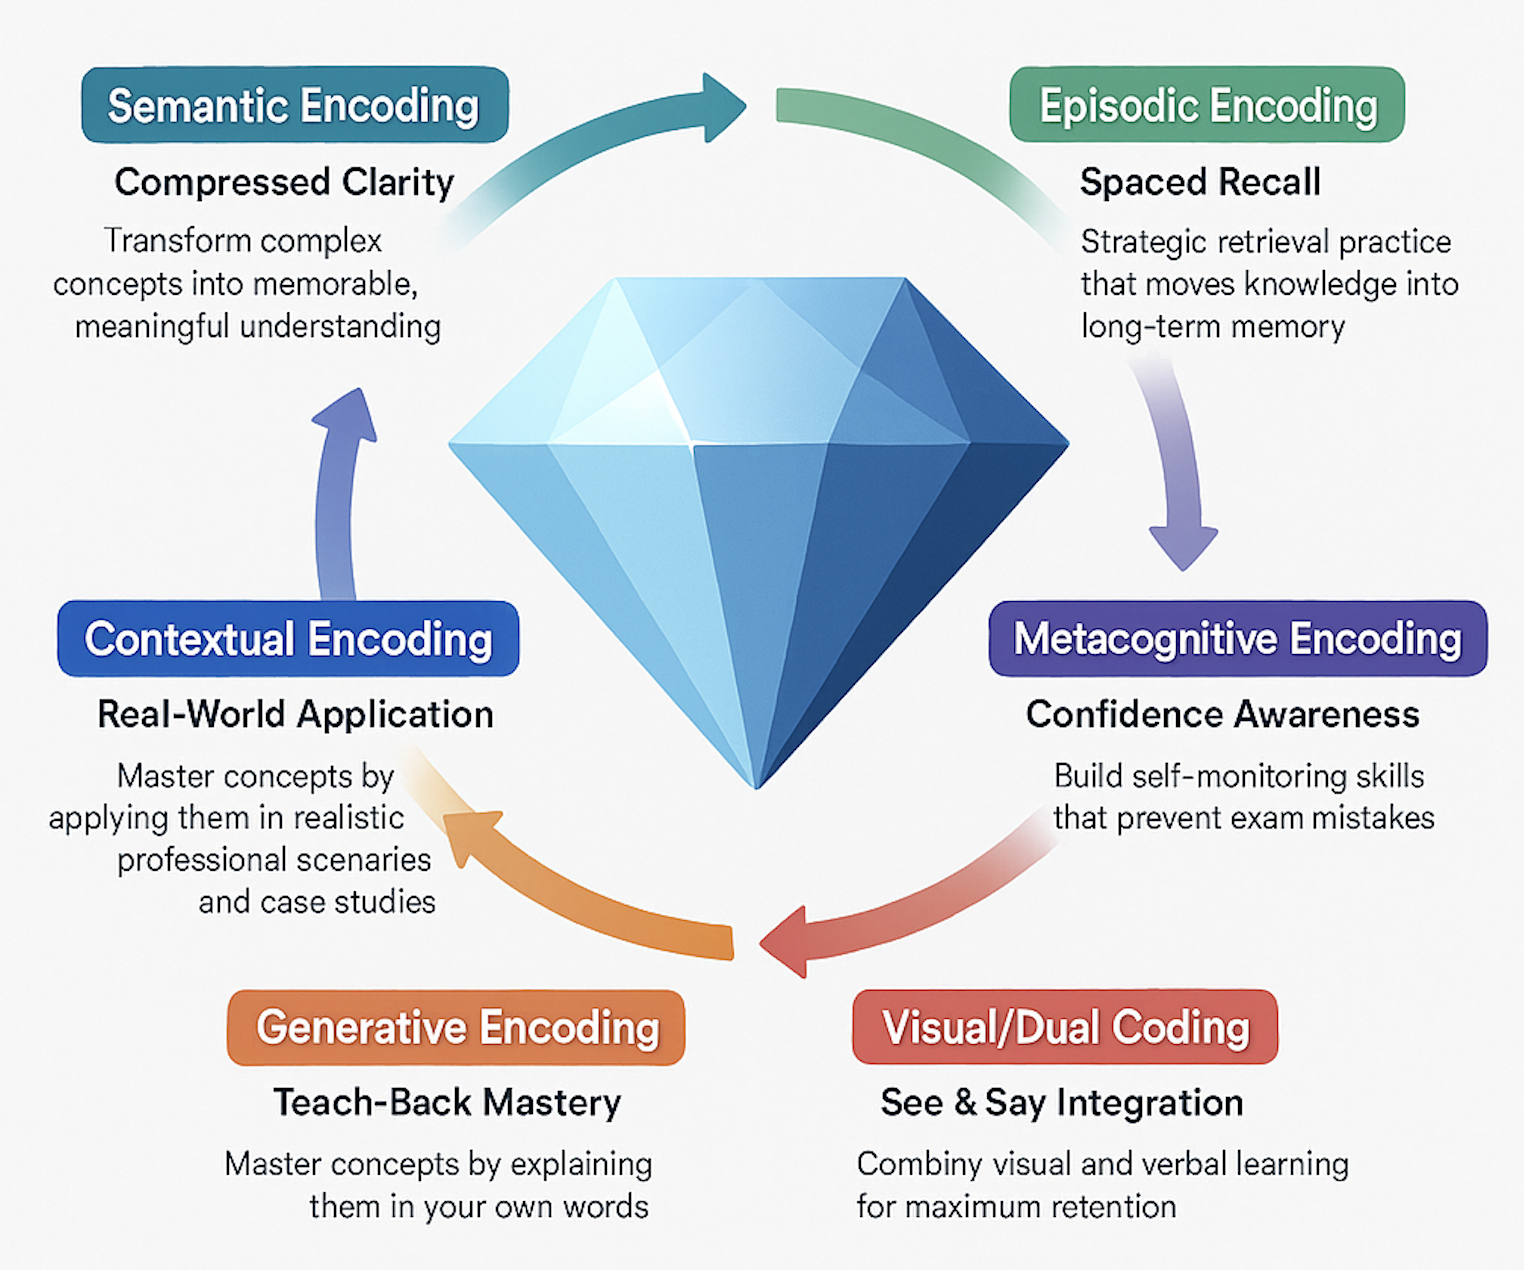 Semantic Encoding
Compressed Clarity
Transform complex
concepts into memorable,
meaningful understanding
Episodic Encoding
Spaced Recall
Strategic retrieval practice
that moves knowledge into
long-term memory
Metacognitive Encoding
Confidence Awareness
Build self-monitoring skills
that prevent exam mistakes
Visual/Dual Coding
See & Say Integration
Combiny visual and verbal learning
for maximum retention
Generative Encoding
Teach-Back Mastery
Master concepts by explaining
them in your own words
Contextual Encoding
Real-World Application
Master concepts by
applying them in realistic
professional scenaries
and case studies